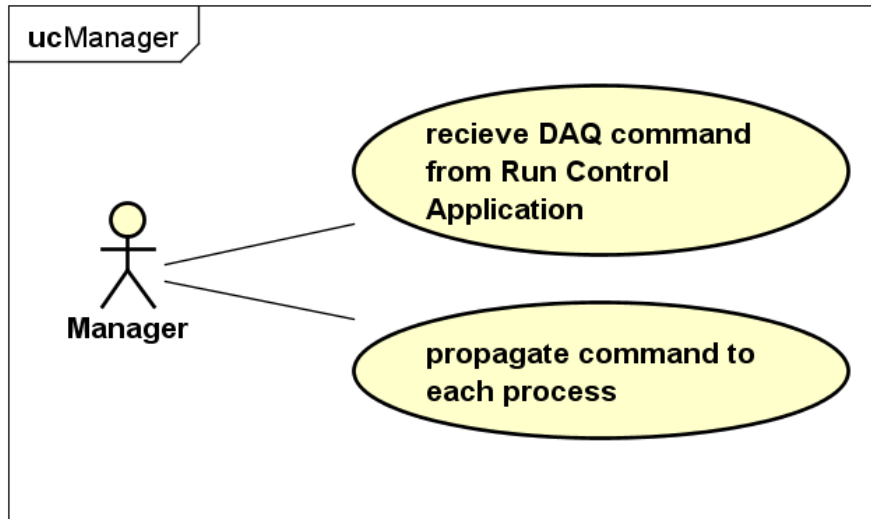 ucManager
recieve DAQ command
from Run Control
Application
Manager
propagate command to
each process